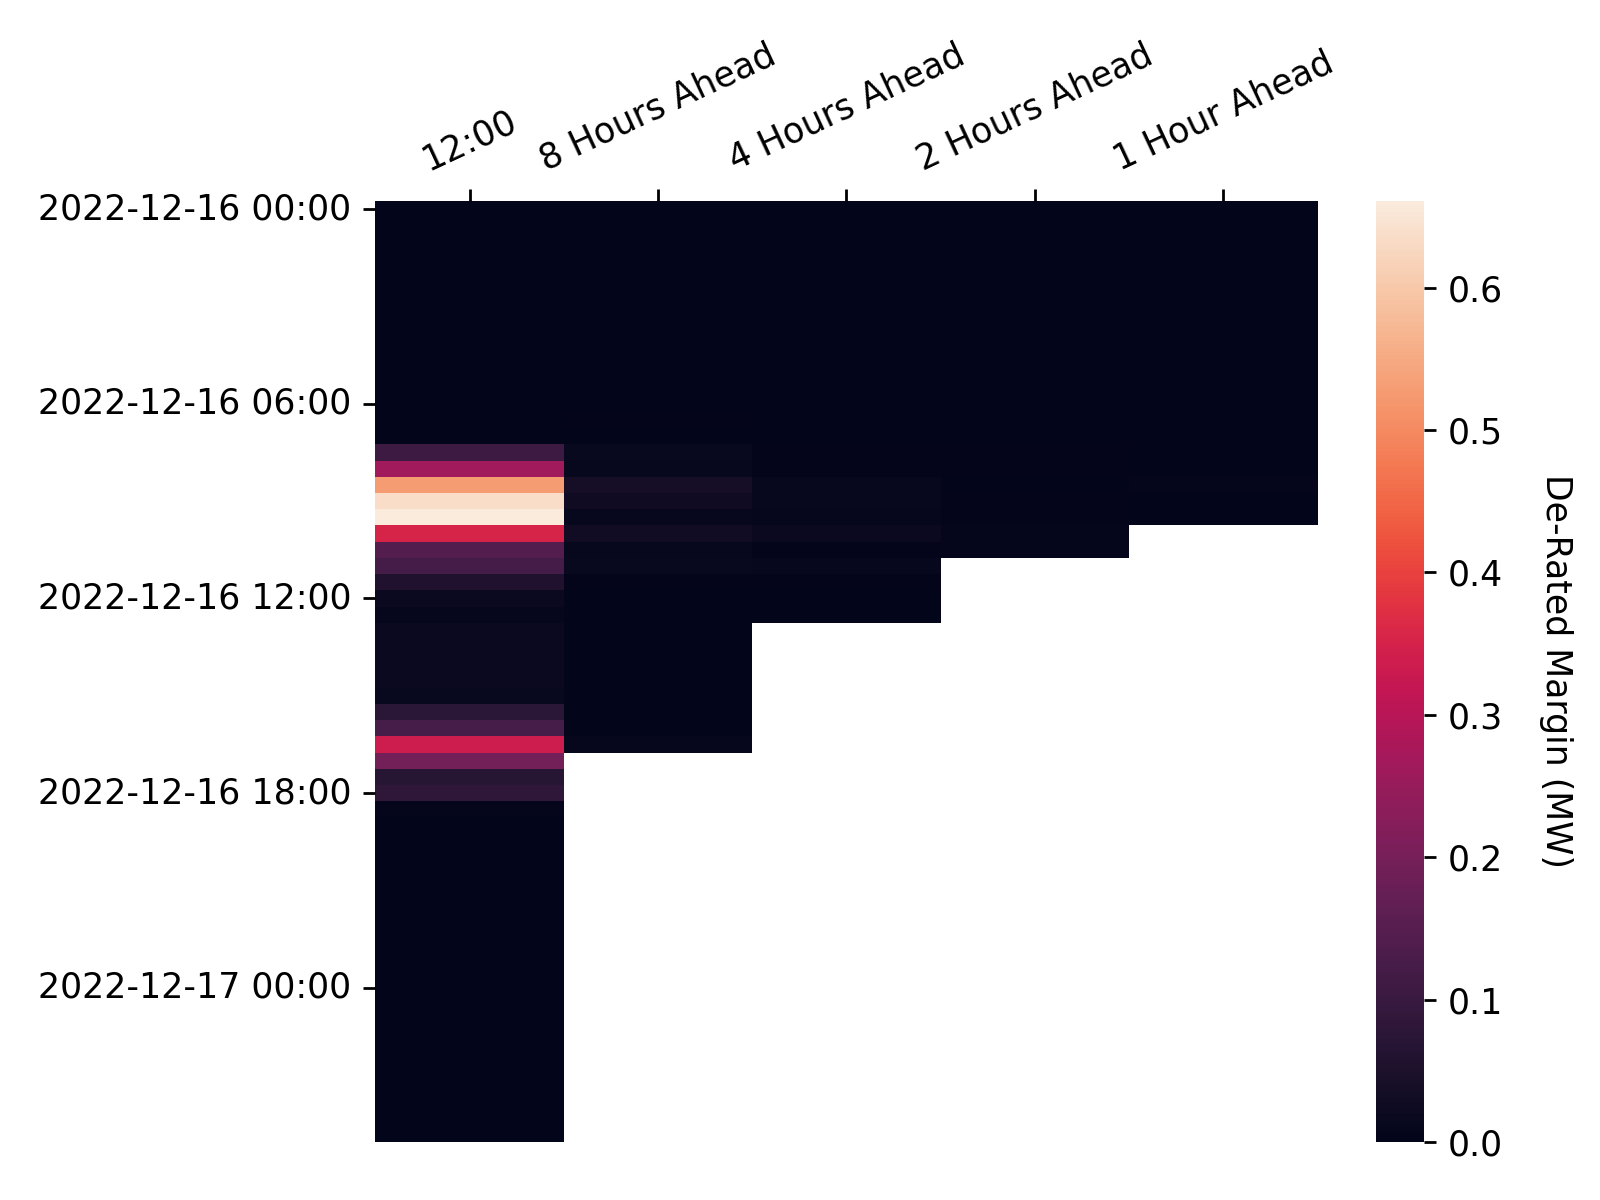 12:00
8 Hours Ahead
4 Hours Ahead
2 Hours Ahead
1 Hour Ahead
2022-12-16 00:00
2022-12-16 06:00
2022-12-16 12:00
2022-12-16 18:00
2022-12-17 00:00
0.6
0.5
0.4
0.3
0.2
0.1
0.0
De-Rated Margin (MW)